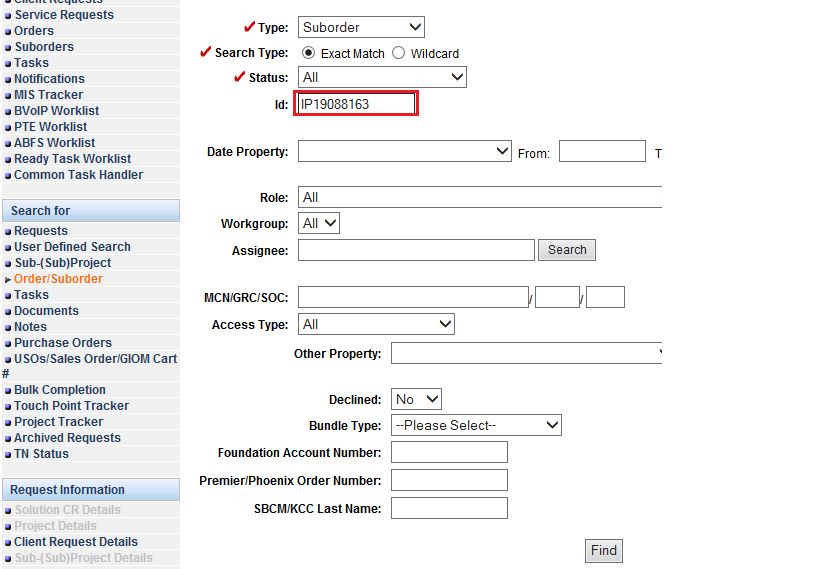 Client Requests
Service Requests
Orders
Suborders
Tasks
Notifications
MIS Tracker
BVoIP Worklist
PTE Worklist
ABFS Worklist
Ready Task Worklist
Common Task Handler
Search for
Requests
User Defined Search
Sub-(Sub)Project
Order/Suborder
Tasks
Documents
Notes
Purchase Orders
USOs/Sales Order/GIOM Cart
#
Bulk Completion
Touch Point Tracker
Project Tracker
Archived Requests
TN Status
Request Information
Solution CR Details
Project Details
Client Request Details
Sub-(Sub)Project Details
Type: Suborder
Search Type: Exact Match Wildcard
Status: All
Id: IP19088163
Date Property: From: T
Role: All
Workgroup: All
Assignee: Search
MCN/GRC/SOC: / /
Access Type: All
Other Property:
Declined: No
Bundle Type: --Please Select--
Foundation Account Number:
Premier/Phoenix Order Number:
SBCM/KCC Last Name:
Find